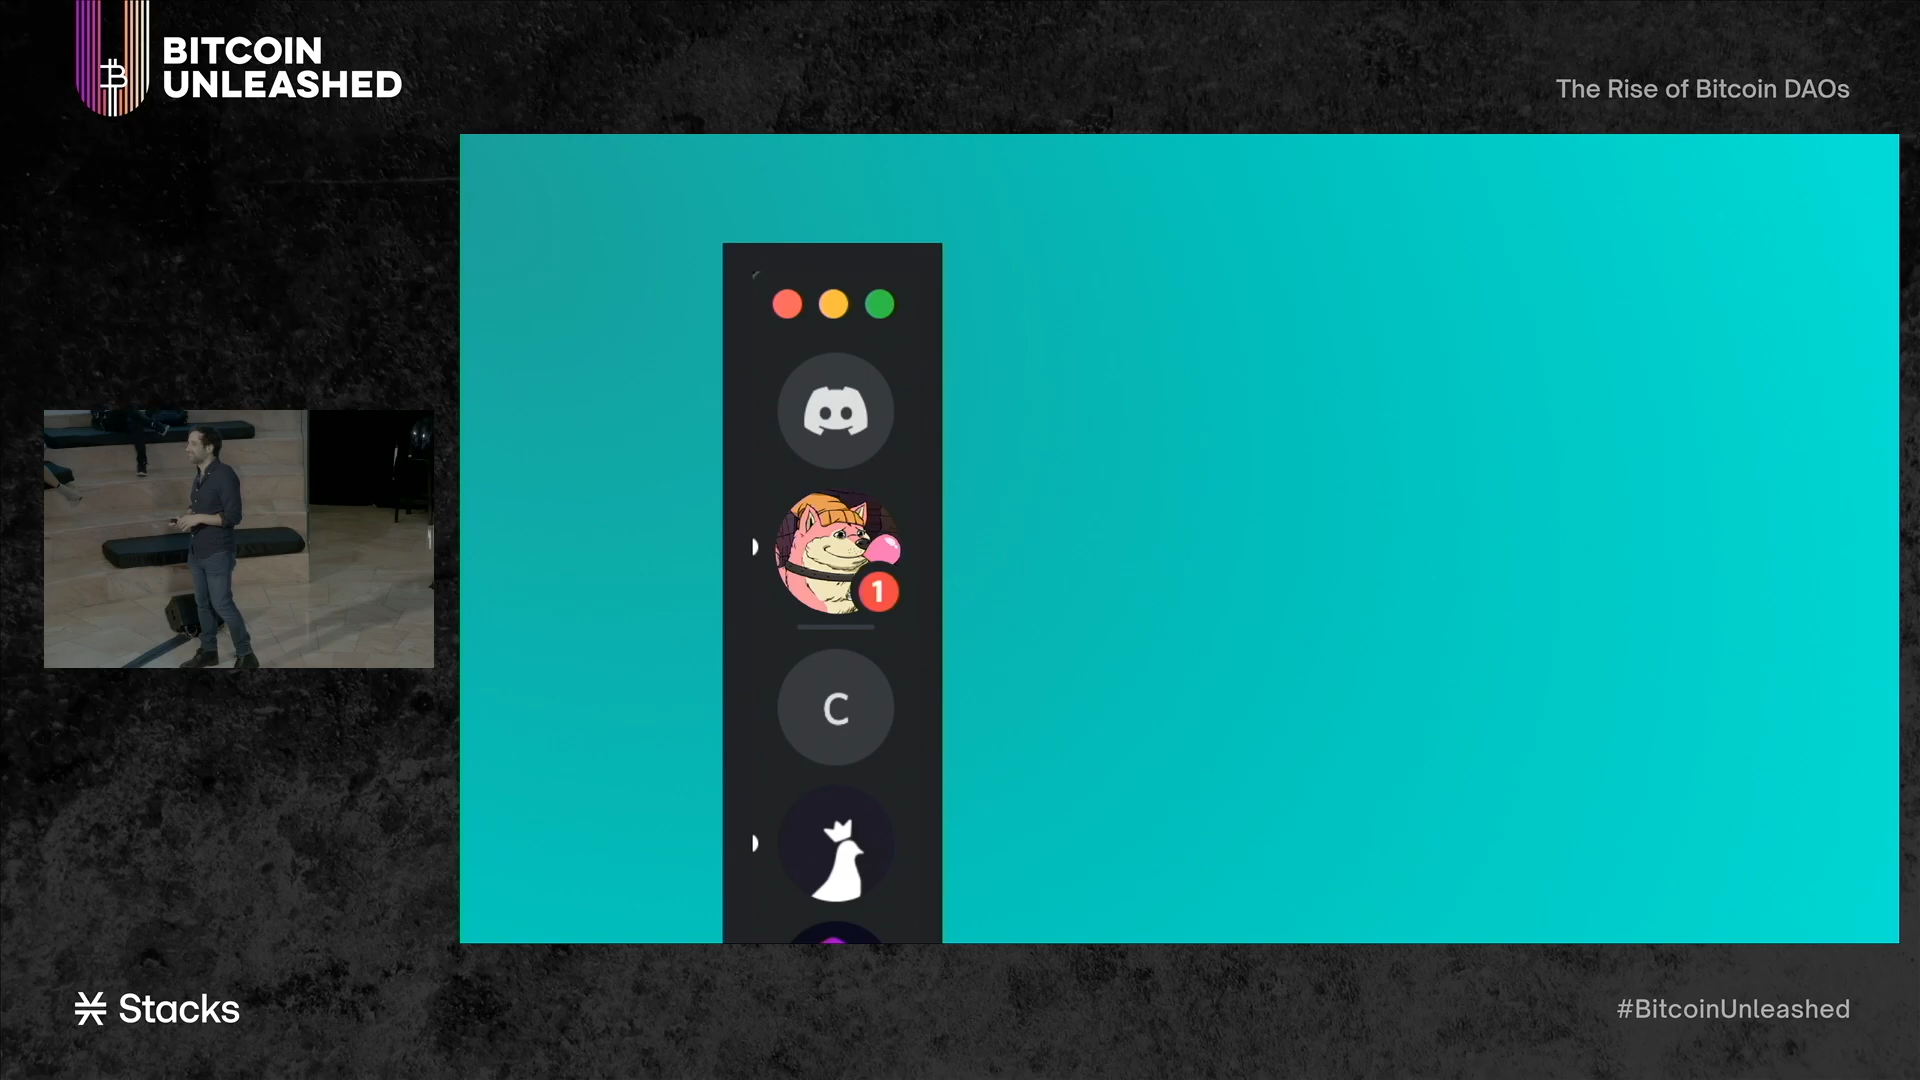 BITCOIN
UNLEASHED
The Rise of Bitcoin DAOs
1
C
Stacks
#BitcoinUnleashed